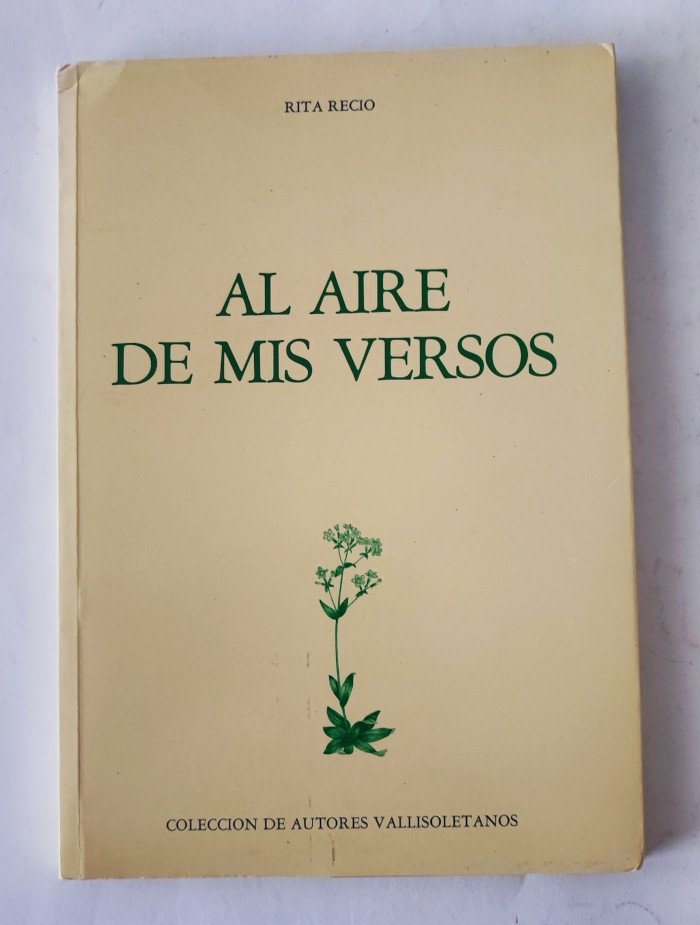 RITA RECIO
AL AIRE
DE MIS VERSOS
COLECCION DE AUTORES VALLISOLETANOS